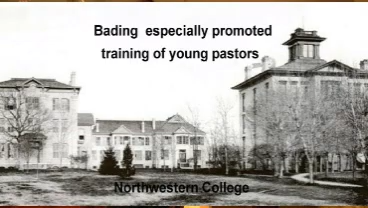 Bading especially promoted
training of young pastors
Northwestern College